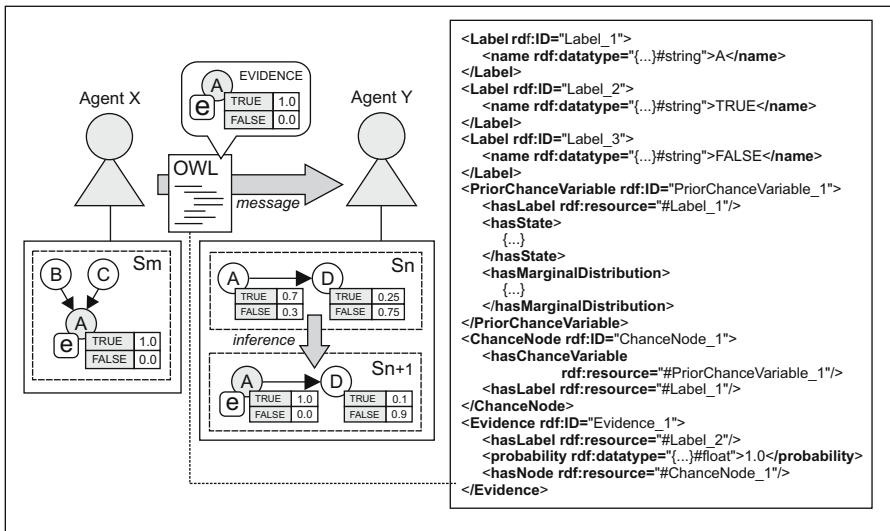 EVIDENCE
A
e
TRUE 1.0
FALSE 0.0
Agent X
Agent Y
OWL
message
Sm
B C
A
e
TRUE 1.0
FALSE 0.0
Sn
A D
TRUE 0.7 TRUE 0.25
FALSE 0.3 FALSE 0.75
inference
Sn+1
A D
e
TRUE 1.0 TRUE 0.1
FALSE 0.0 FALSE 0.9
<Label rdf:ID="Label_1">
<name rdf:datatype="{...}#string">A</name>
</Label>
<Label rdf:ID="Label_2">
<name rdf:datatype="{...}#string">TRUE</name>
</Label>
<Label rdf:ID="Label_3">
<name rdf:datatype="{...}#string">FALSE</name>
</Label>
<PriorChanceVariable rdf:ID="PriorChanceVariable_1">
<hasLabel rdf:resource="#Label_1"/>
<hasState>
{...}
</hasState>
<hasMarginalDistribution>
{...}
</hasMarginalDistribution>
</PriorChanceVariable>
<ChanceNode rdf:ID="ChanceNode_1">
<hasChanceVariable
rdf:resource="#PriorChanceVariable_1"/>
<hasLabel rdf:resource="#Label_1"/>
</ChanceNode>
<Evidence rdf:ID="Evidence_1">
<hasLabel rdf:resource="#Label_2"/>
<probability rdf:datatype="{...}#float">1.0</probability>
<hasNode rdf:resource="#ChanceNode_1"/>
</Evidence>